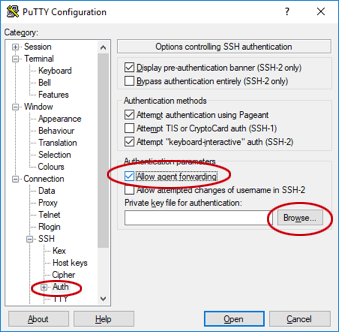 PuTTY Configuration
Category:
Session
Terminal
Keyboard
Bell
Features
Window
Appearance
Behaviour
Translation
Selection
Colours
Connection
Data
Proxy
Telnet
Rlogin
SSH
Kex
Host keys
Cipher
Auth
TTY
Options controlling SSH authentication
Display pre-authentication banner (SSH-2 only)
Bypass authentication entirely (SSH-2 only)
Authentication methods
Attempt authentication using Pageant
Attempt TIS or CryptoCard auth (SSH-1)
Attempt "keyboard-interactive" auth (SSH-2)
Authentication parameters
Allow agent forwarding
Allow attempted changes of username in SSH-2
Private key file for authentication:
Browse...
About
Help
Open
Cancel